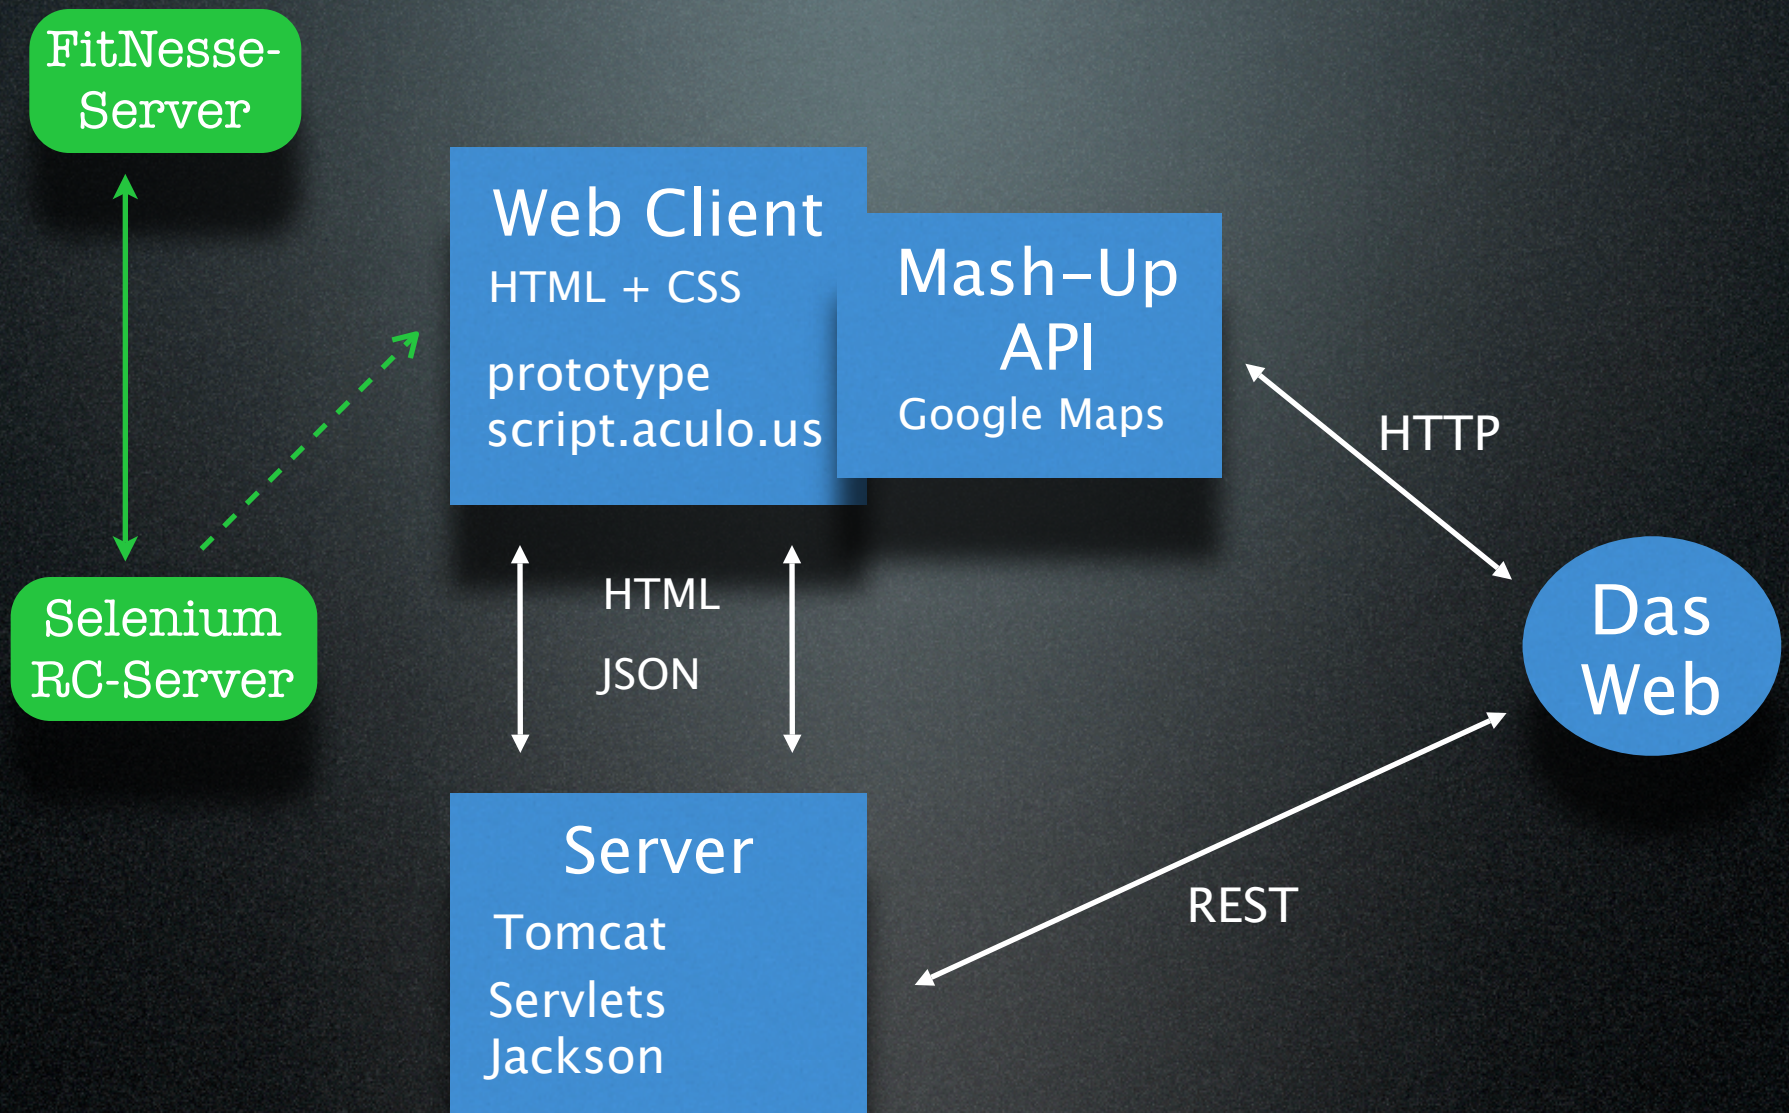 FitNesse-
Server
Web Client
HTML + CSS
prototype
script.aculo.us
Mash-Up
API
Google Maps
HTTP
HTML
JSON
Selenium
RC-Server
Das
Web
Server
Tomcat
Servlets
Jackson
REST